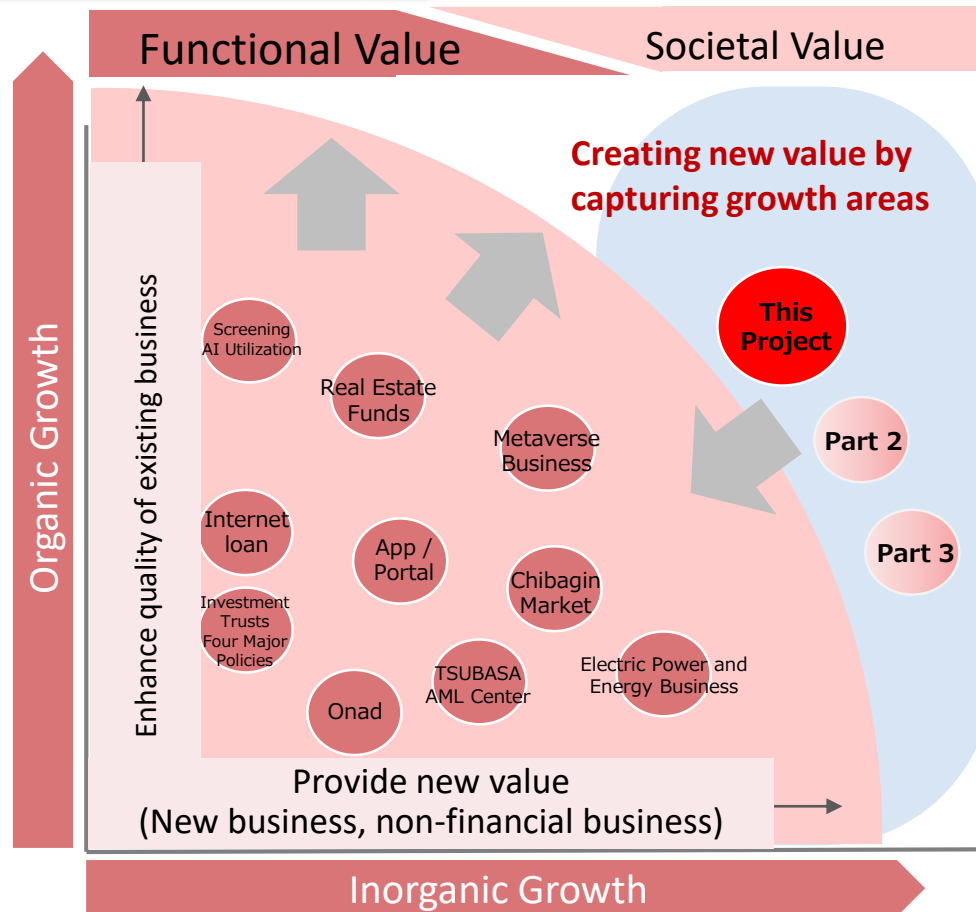 Functional Value
Societal Value
Creating new value by
capturing growth areas
Organic Growth
Enhance quality of existing business
This
Project
Screening
AI Utilization
Real Estate
Funds
Metaverse
Business
Part 2
Internet
loan
App /
Portal
Chibagin
Market
Part 3
Investment
Trusts
Four Major
Policies
Onad
TSUBASA
AML Center
Electric Power and
Energy Business
Provide new value
(New business, non-financial business)
Inorganic Growth